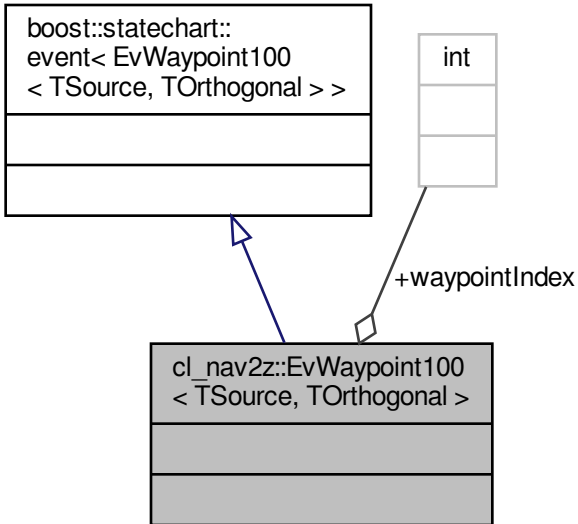 boost::statechart::
event< EvWaypoint100
< TSource, TOrthogonal > >
int
+waypointIndex
cl_nav2z::EvWaypoint100
< TSource, TOrthogonal >